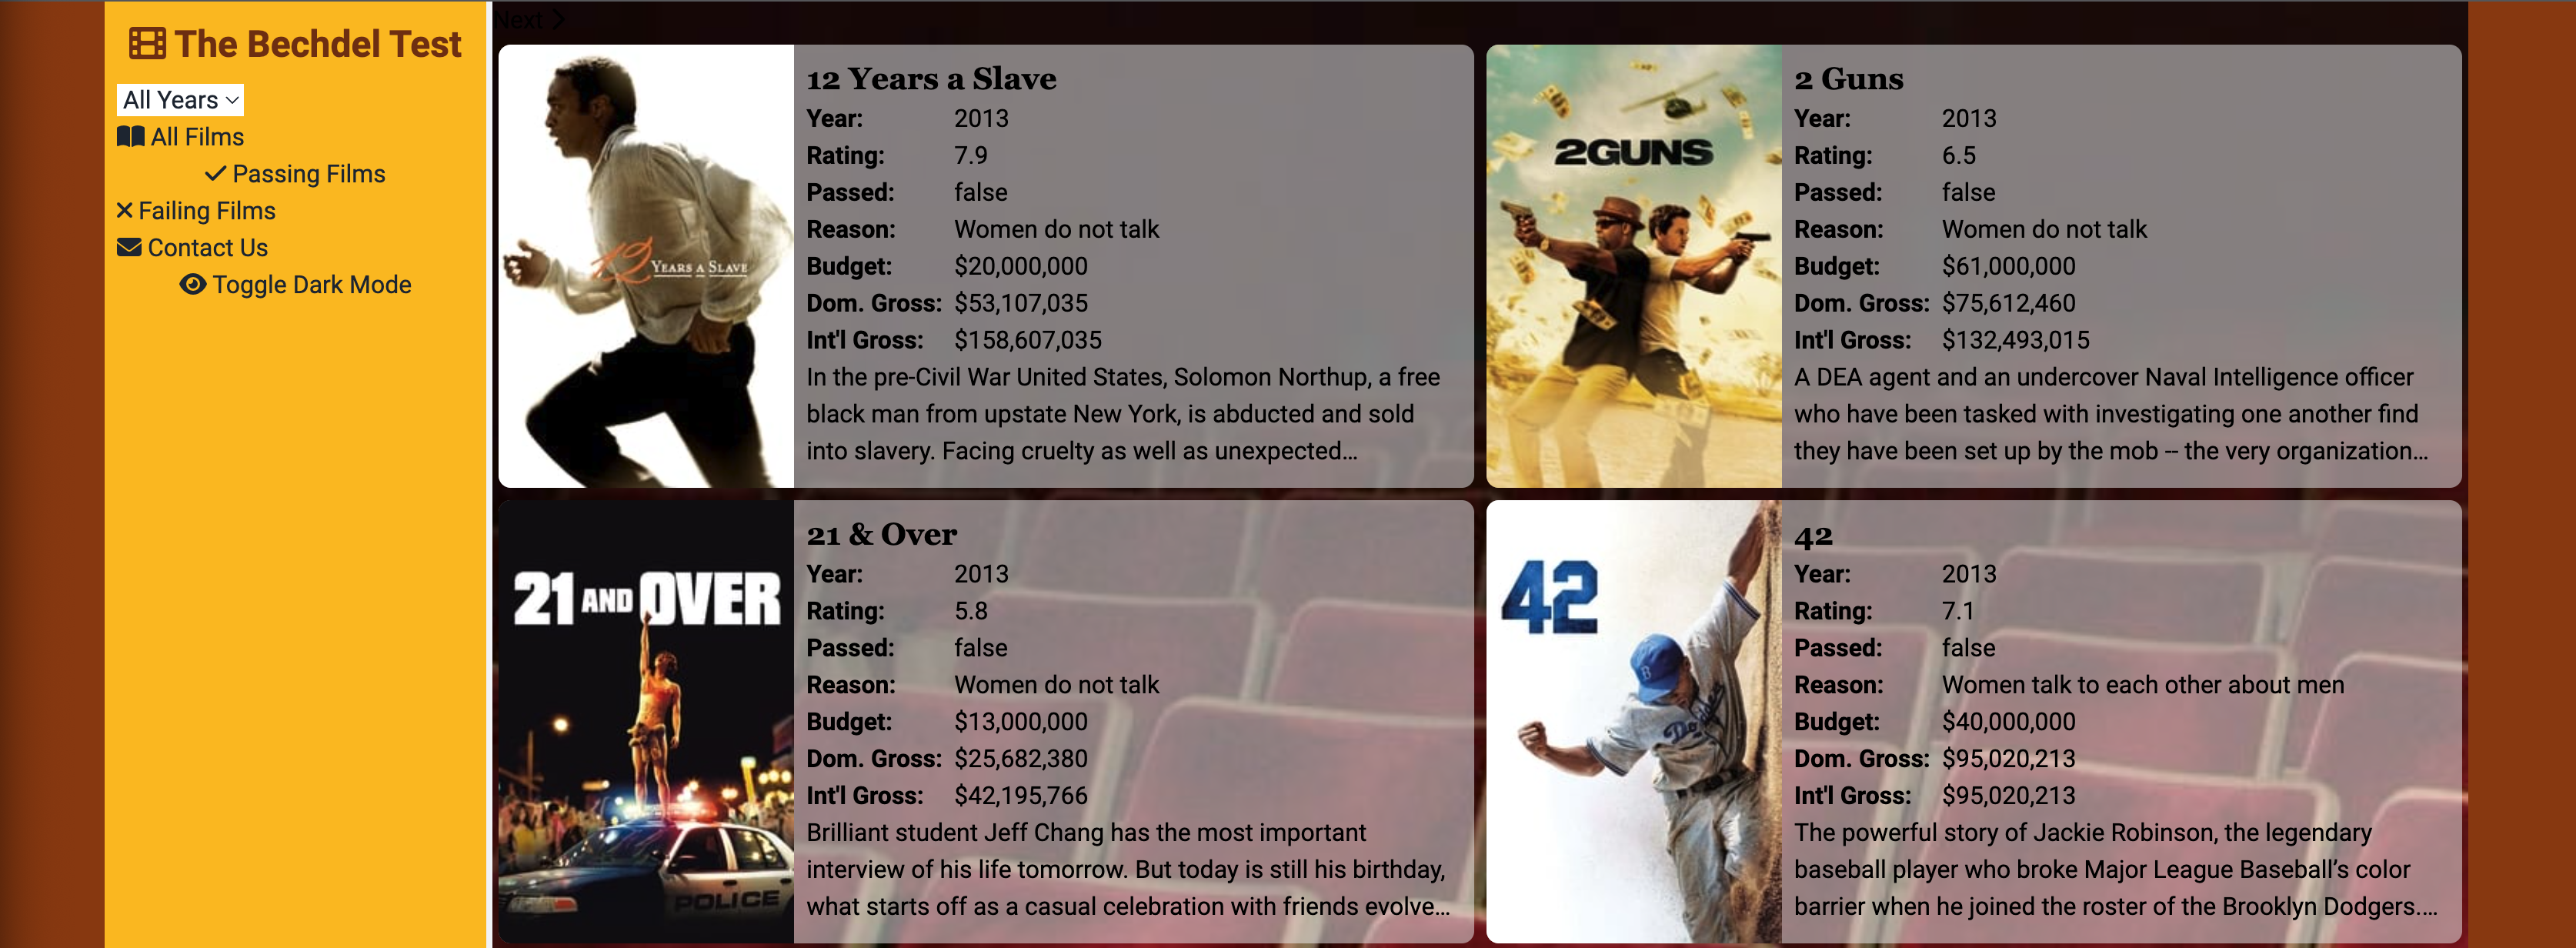 The Bechdel Test
All Years
All Films
Passing Films
Failing Films
Contact Us
Toggle Dark Mode
Next
12 YEARS A SLAVE
12 Years a Slave
Year: 2013
Rating: 7.9
Passed: false
Reason: Women do not talk
Budget: $20,000,000
Dom. Gross: $53,107,035
Int'l Gross: $158,607,035
In the pre-Civil War United States, Solomon Northup, a free
black man from upstate New York, is abducted and sold
into slavery. Facing cruelty as well as unexpected...
2GUNS
2 Guns
Year: 2013
Rating: 6.5
Passed: false
Reason: Women do not talk
Budget: $61,000,000
Dom. Gross: $75,612,460
Int'l Gross: $132,493,015
A DEA agent and an undercover Naval Intelligence officer
who have been tasked with investigating one another find
they have been set up by the mob -- the very organization...
21 AND OVER
POLICE
21 & Over
Year: 2013
Rating: 5.8
Passed: false
Reason: Women do not talk
Budget: $13,000,000
Dom. Gross: $25,682,380
Int'l Gross: $42,195,766
Brilliant student Jeff Chang has the most important
interview of his life tomorrow. But today is still his birthday,
what starts off as a casual celebration with friends evolve...
42
B
Dodgers
42
Year: 2013
Rating: 7.1
Passed: false
Reason: Women talk to each other about men
Budget: $40,000,000
Dom. Gross: $95,020,213
Int'l Gross: $95,020,213
The powerful story of Jackie Robinson, the legendary
baseball player who broke Major League Baseball’s color
barrier when he joined the roster of the Brooklyn Dodgers....